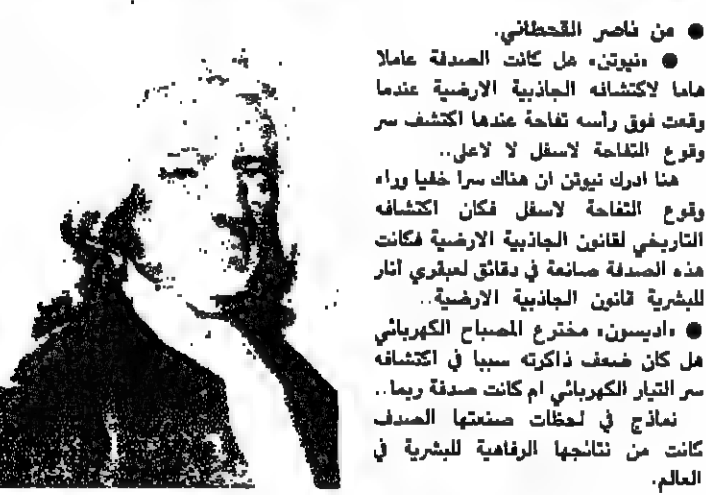 ● من ناصر القحطاني.
● «نيوتن» هل كانت الصدفة عاملا
هاما لاكتشافه الجاذبية الارضية عندما
وقعت فوق رأسه تفاحة عندها اكتشف سر
وقوع التفاحة لاسفل لا لاعلى..
هنا ادرك نيوتن ان هناك سرا خفيا وراء
وقوع التفاحة لاسفل فكان اكتشافه
التاريخي لقانون الجاذبية الارضية فكانت
هذه الصدفة صانعة في دقائق لعبقري أنار
للبشرية قانون الجاذبية الارضية..
● «اديسون» مخترع المصباح الكهربائي
هل كان ضعف ذاكرته سببا في اكتشافه
سر التيار الكهربائي ام كانت صدفة ربما..
نماذج في لحظات صنعتها الصدف
كانت من نتائجها الرفاهية للبشرية في
العالم.